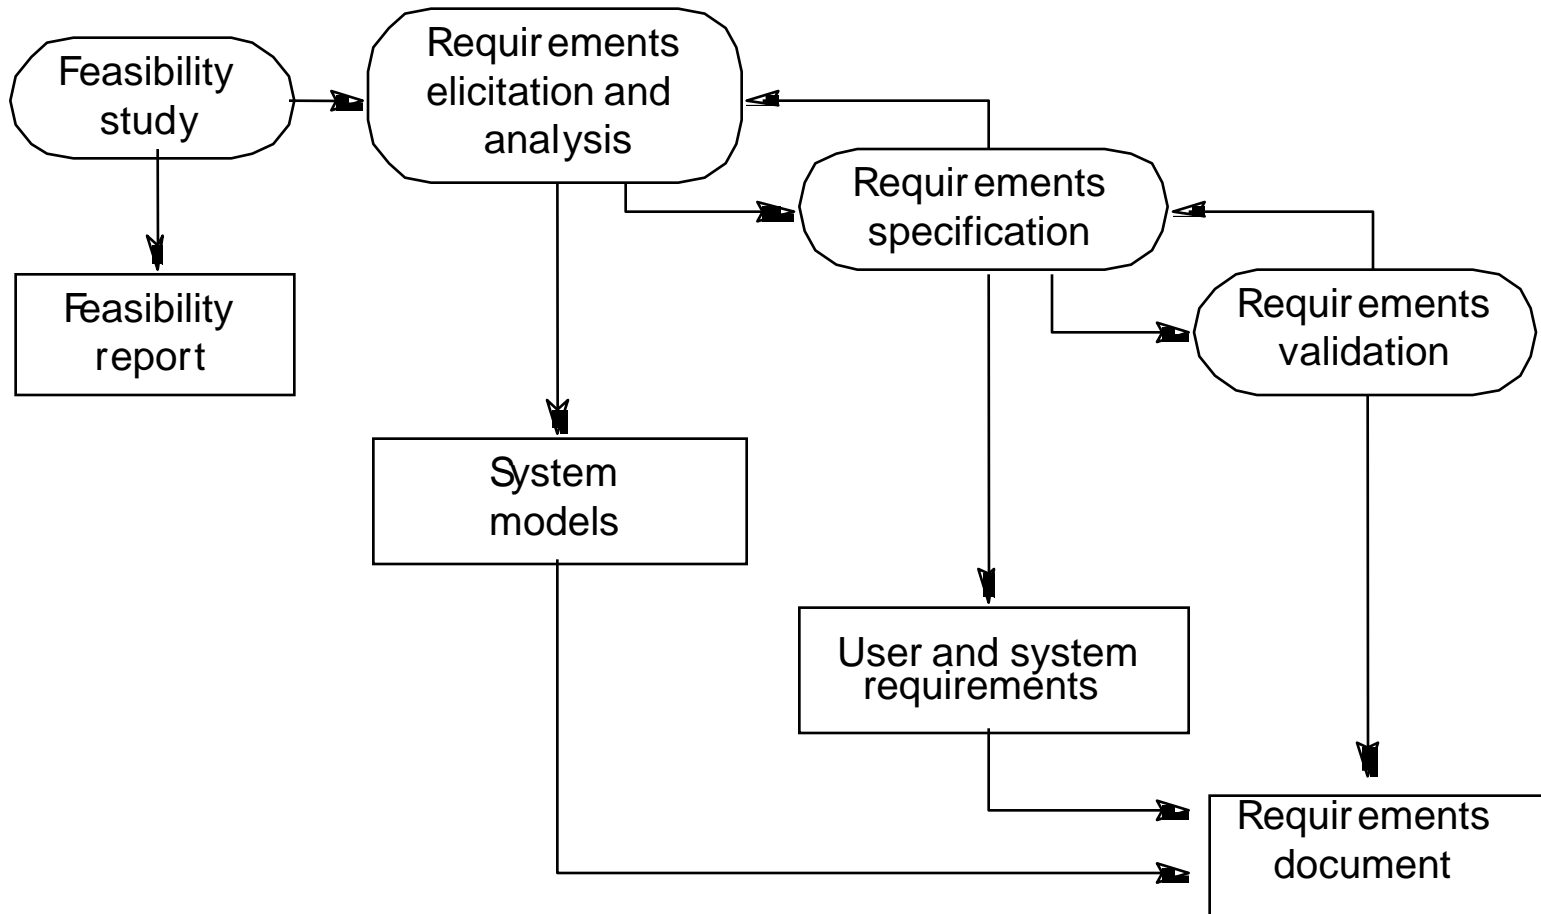 Feasibility
study
Requirements
elicitation and
analysis
Requirements
specification
Requirements
validation
Feasibility
report
System
models
User and system
requirements
Requirements
document